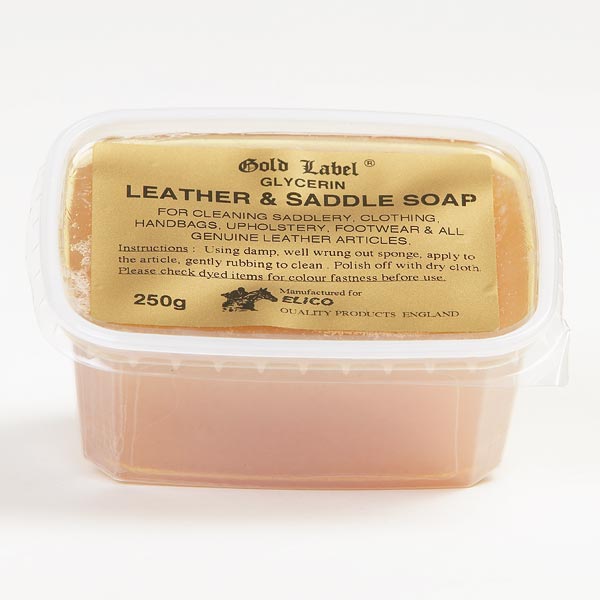 Gold Label ®
GLYCERIN
LEATHER & SADDLE SOAP
FOR CLEANING SADDLERY, CLOTHING,
HANDBAGS, UPHOLSTERY, FOOTWEAR & ALL
GENUINE LEATHER ARTICLES.
Instructions : Using damp, well wrung out sponge, apply to
the article, gently rubbing to clean . Polish off with dry cloth.
Please check dyed items for colour fastness before use.
250g
Manufactured for
ELICO
QUALITY PRODUCTS ENGLAND